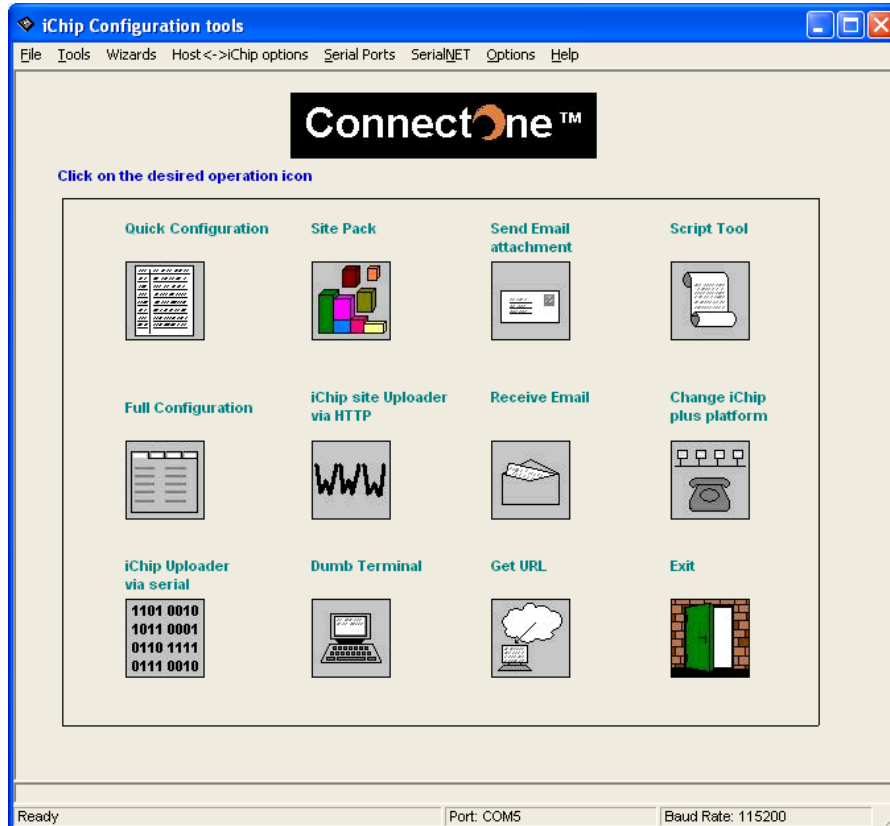 iChip Configuration tools
File Tools Wizards Host<->iChip options Serial Ports SerialNET Options Help
ConnectOne™
Click on the desired operation icon
Quick Configuration
Site Pack
Send Email
attachment
Script Tool
Full Configuration
iChip site Uploader
via HTTP
WWW
Receive Email
Change iChip
plus platform
iChip Uploader
via serial
1101 0010
1011 0001
0110 1111
0111 0010
Dumb Terminal
Get URL
Exit
Ready
Port: COM5
Baud Rate: 115200